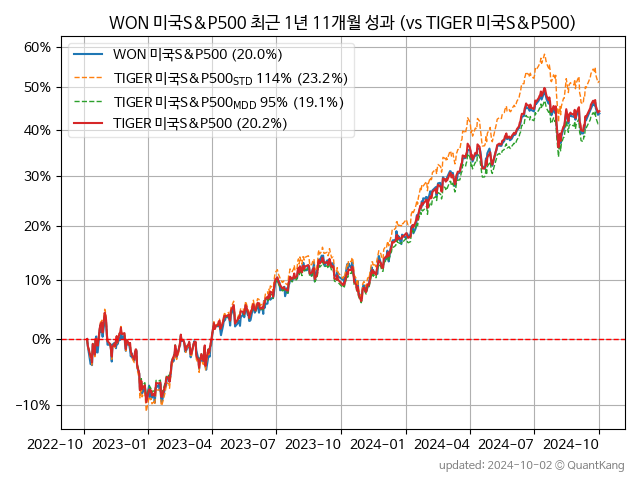 WON 미국S&P500 최근 1년 11개월 성과 (vs TIGER 미국S&P500)
60%
50%
40%
30%
20%
10%
0%
−10%
WON 미국S&P500 (20.0%)
TIGER 미국S&P500STD 114% (23.2%)
TIGER 미국S&P500MDD 95% (19.1%)
TIGER 미국S&P500 (20.2%)
2022-10 2023-01 2023-04 2023-07 2023-10 2024-01 2024-04 2024-07 2024-10
updated: 2024-10-02 © QuantKang